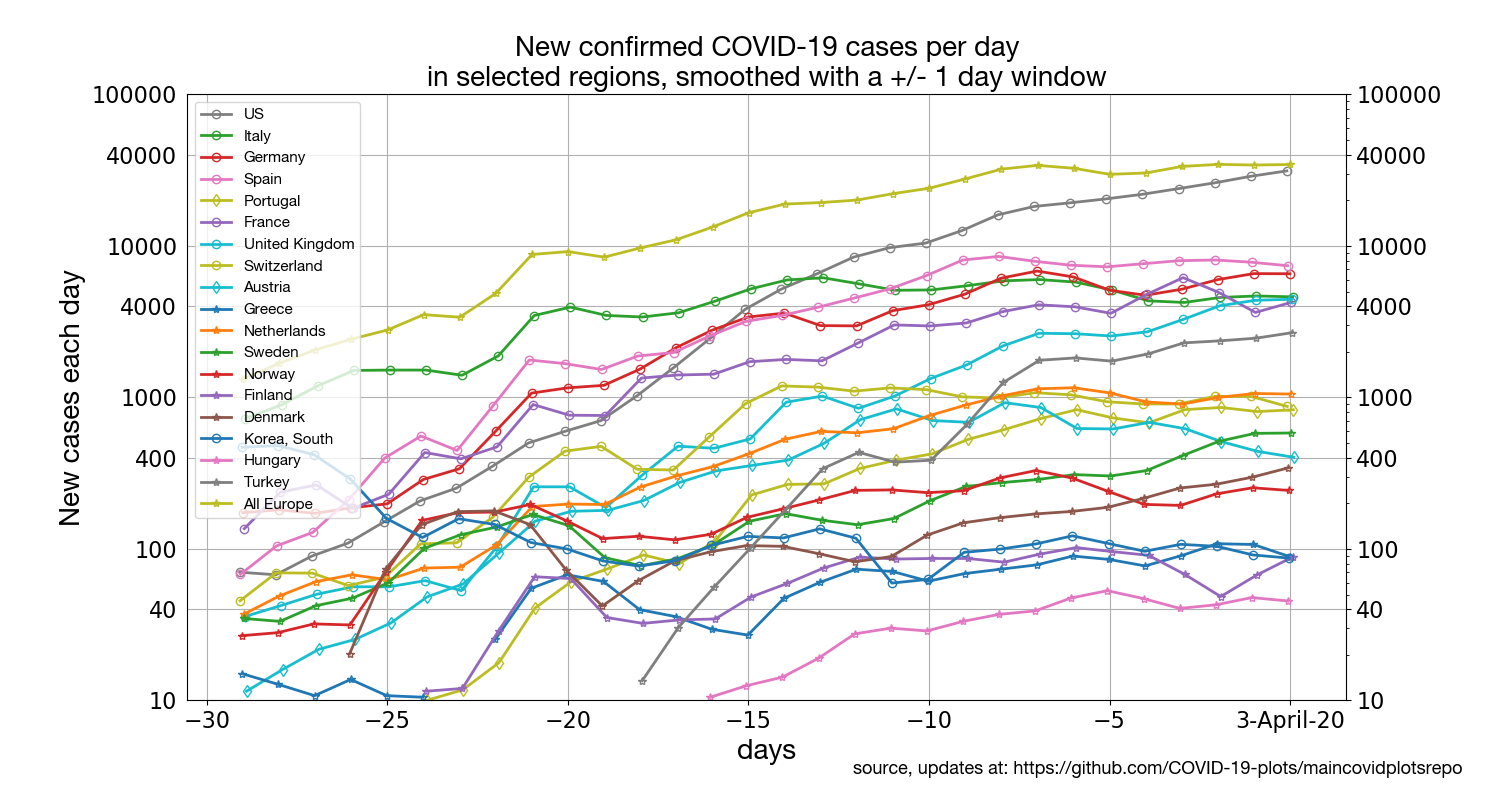 New confirmed COVID-19 cases per day
in selected regions, smoothed with a +/- 1 day window
100000
40000
10000
4000
1000
400
100
40
10
New cases each day
US
Italy
Germany
Spain
Portugal
France
United Kingdom
Switzerland
Austria
Greece
Netherlands
Sweden
Norway
Finland
Denmark
Korea, South
Hungary
Turkey
All Europe
100000
40000
10000
4000
1000
400
100
40
10
−30 −25 −20 −15 −10 −5 3-April-20
days
source, updates at: https://github.com/COVID-19-plots/maincovidplotsrepo